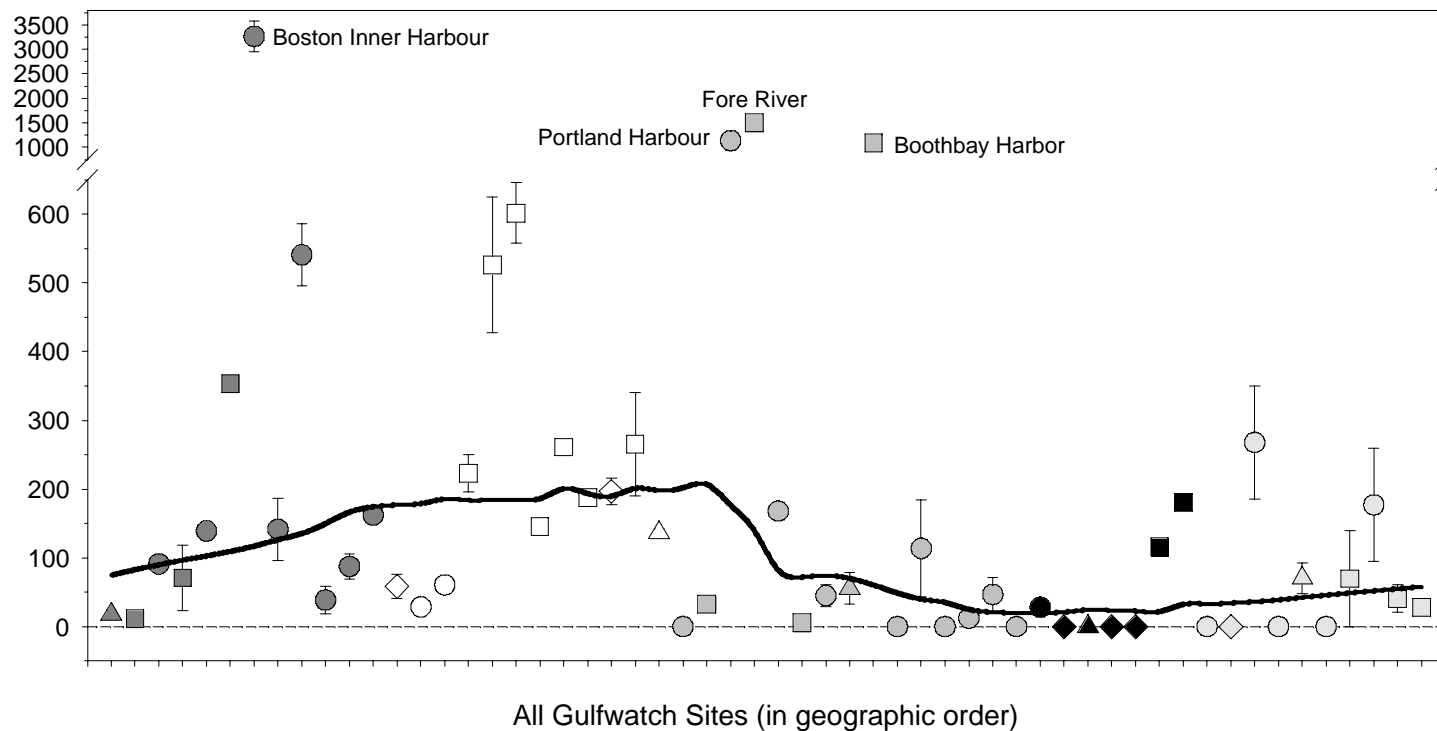 3500
3000
2500
2000
1500
1000
600
500
400
300
200
100
0
Boston Inner Harbour
Fore River
Portland Harbour
Boothbay Harbor
All Gulfwatch Sites (in geographic order)